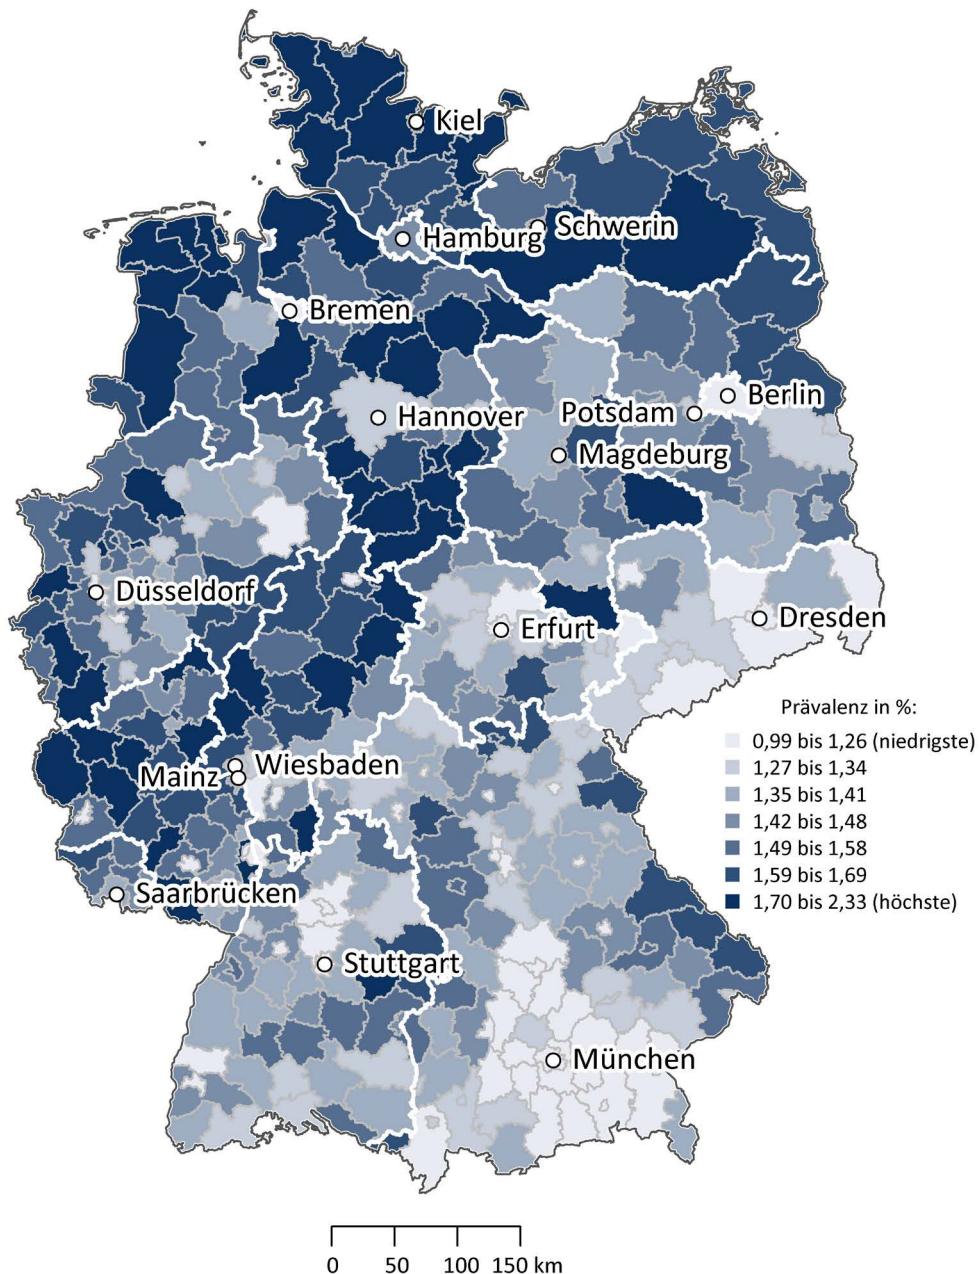 Kiel
Schwerin
Hamburg
Bremen
Berlin
Hannover
Potsdam
Magdeburg
Düsseldorf
Dresden
Erfurt
Wiesbaden
Mainz
Saarbrücken
Stuttgart
München
Prävalenz in %:
0,99 bis 1,26 (niedrigste)
1,27 bis 1,34
1,35 bis 1,41
1,42 bis 1,48
1,49 bis 1,58
1,59 bis 1,69
1,70 bis 2,33 (höchste)
0 50 100 150 km